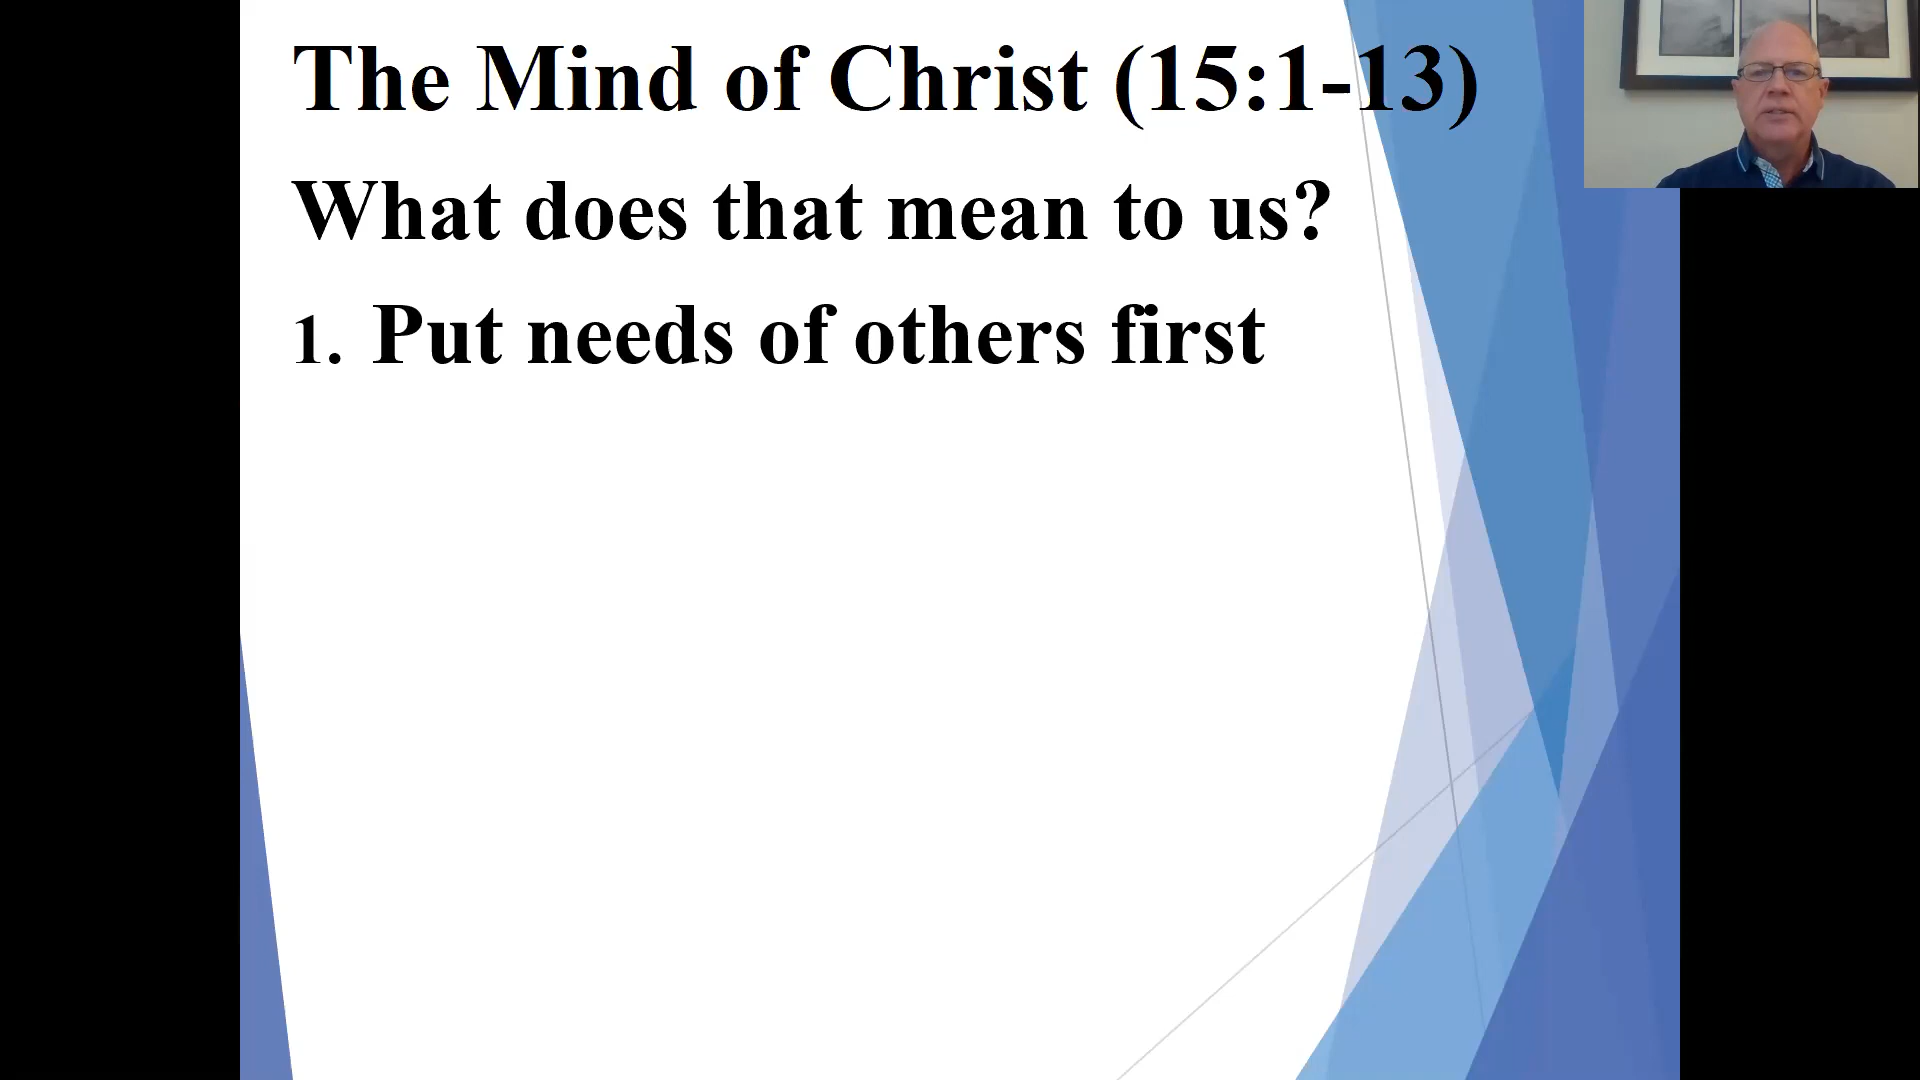 The Mind of Christ (15:1-13)
What does that mean to us?
1. Put needs of others first